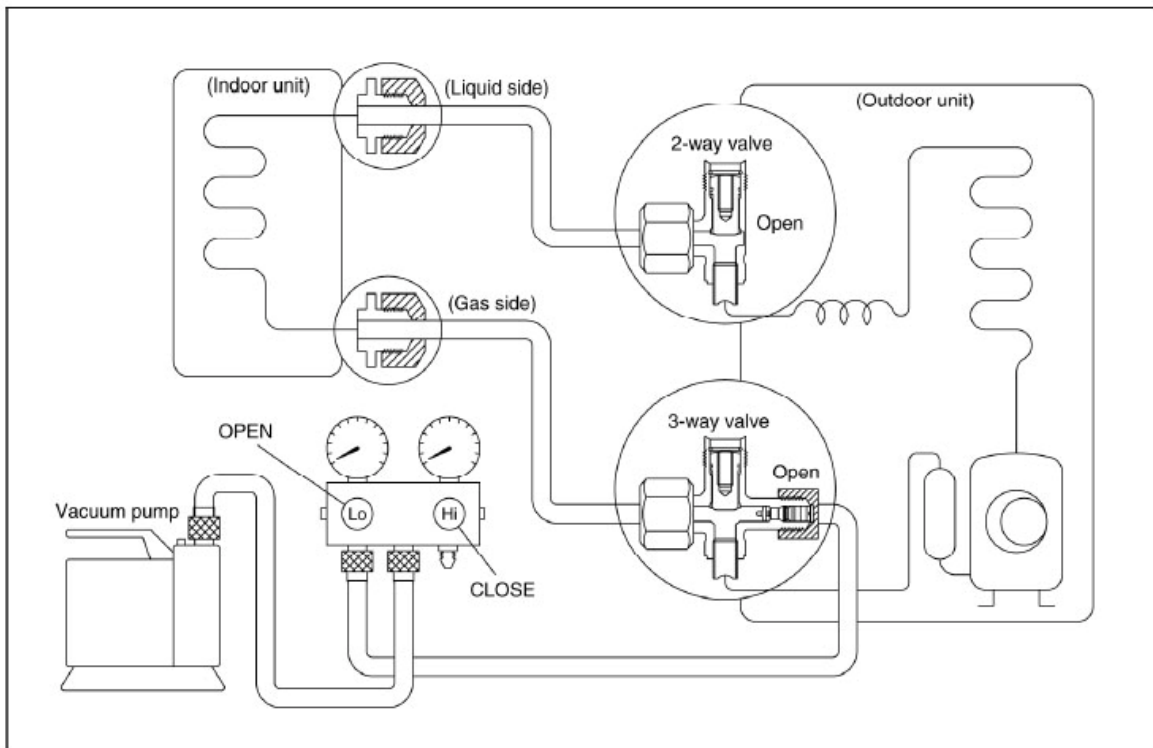 (Indoor unit)
(Liquid side)
(Outdoor unit)
2-way valve
Open
(Gas side)
3-way valve
Open
OPEN
Vacuum pump
Lo
Hi
CLOSE